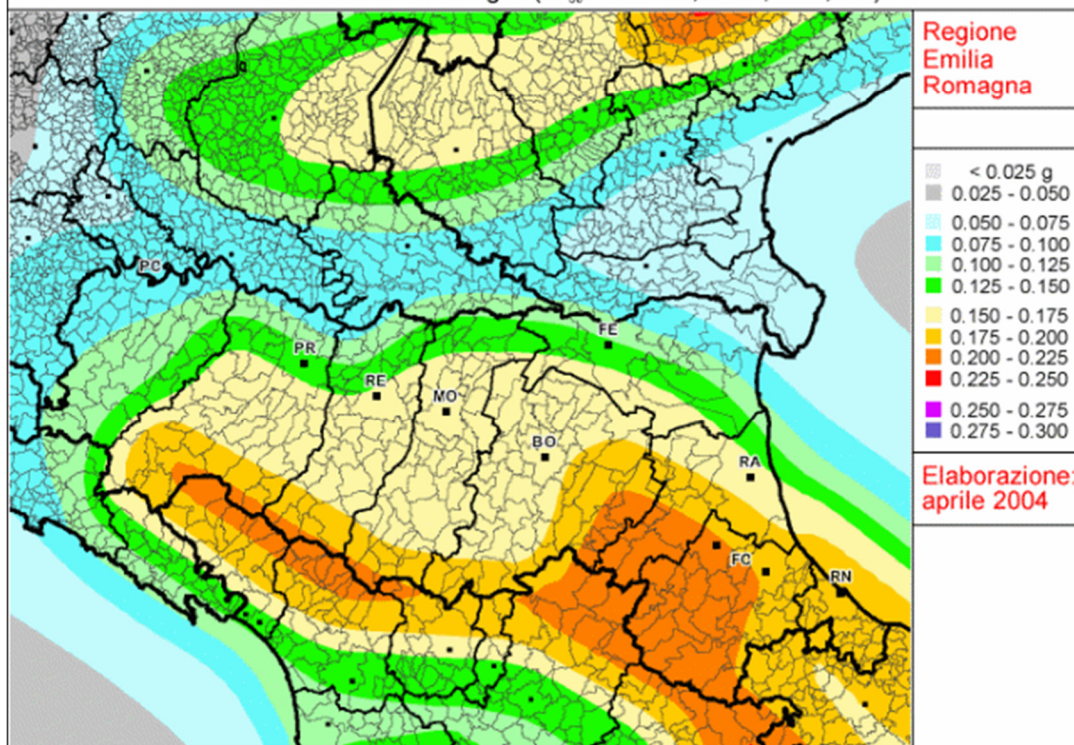 Regione
Emilia
Romagna
< 0.025 g
0.025 - 0.050
0.050 - 0.075
0.075 - 0.100
0.100 - 0.125
0.125 - 0.150
0.150 - 0.175
0.175 - 0.200
0.200 - 0.225
0.225 - 0.250
0.250 - 0.275
0.275 - 0.300
Elaborazione:
aprile 2004
PC
PR
RE
MO
FE
BO
RA
FC
RN